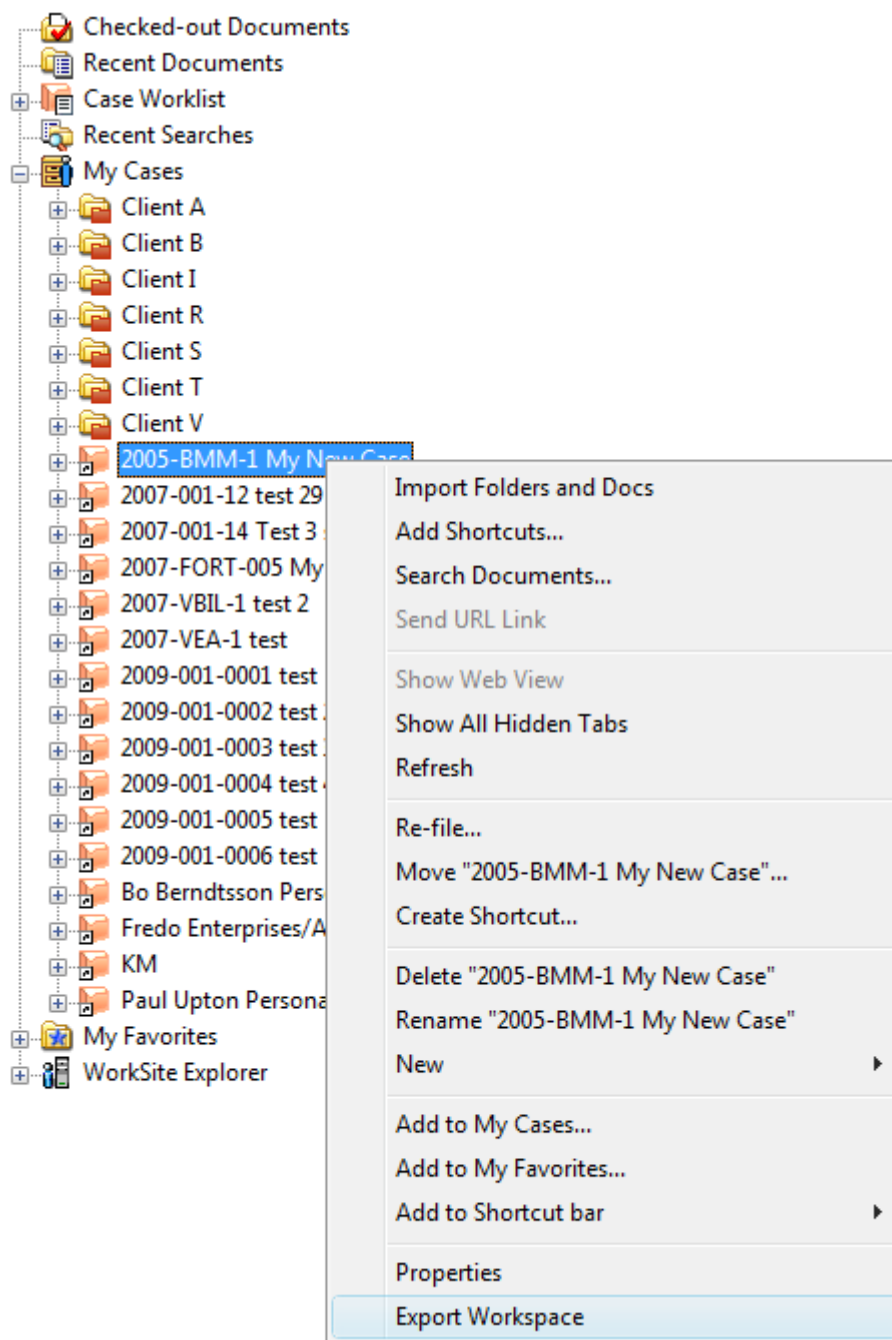 Checked-out Documents
Recent Documents
Case Worklist
Recent Searches
My Cases
Client A
Client B
Client I
Client R
Client S
Client T
Client V
2005-BMM-1 My New Case
2007-001-12 test 29
2007-001-14 Test 3
2007-FORT-005 My
2007-VBIL-1 test 2
2007-VEA-1 test
2009-001-0001 test
2009-001-0002 test
2009-001-0003 test
2009-001-0004 test
2009-001-0005 test
2009-001-0006 test
Bo Berndtsson Pers
Fredo Enterprises/A
KM
Paul Upton Persona
My Favorites
WorkSite Explorer
Import Folders and Docs
Add Shortcuts...
Search Documents...
Send URL Link
Show Web View
Show All Hidden Tabs
Refresh
Re-file...
Move "2005-BMM-1 My New Case"...
Create Shortcut...
Delete "2005-BMM-1 My New Case"
Rename "2005-BMM-1 My New Case"
New
Add to My Cases...
Add to My Favorites...
Add to Shortcut bar
Properties
Export Workspace